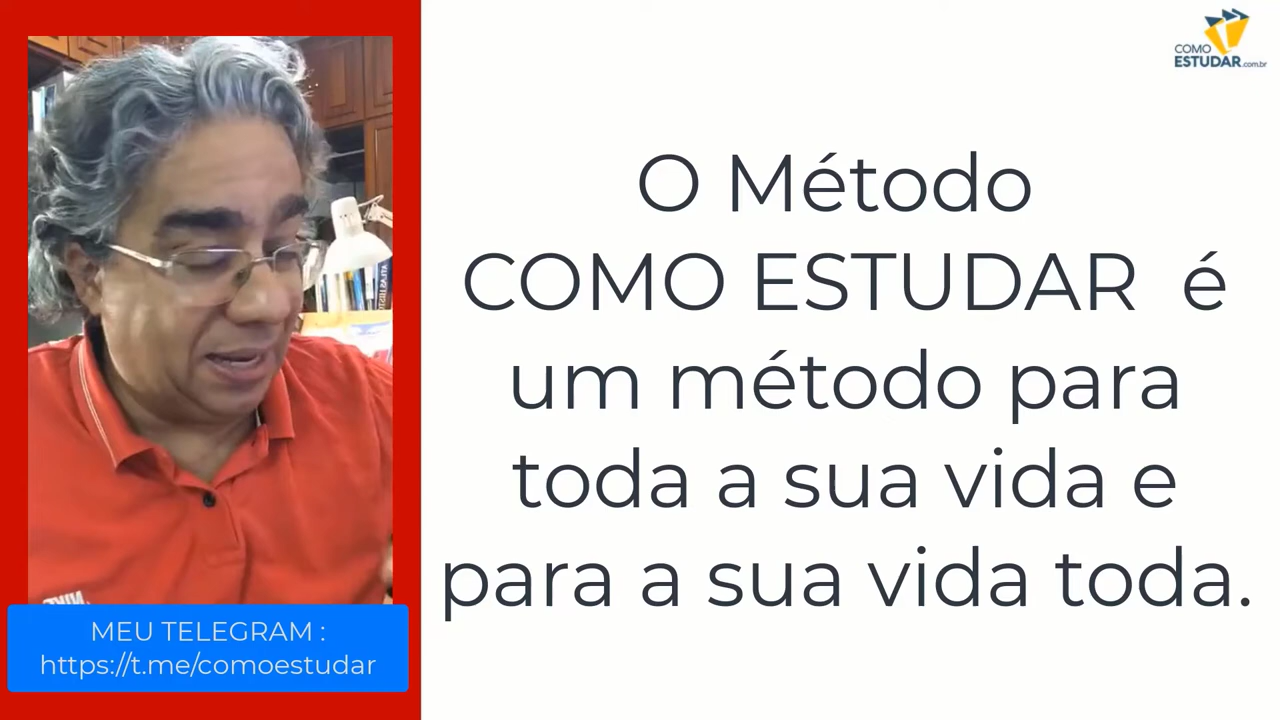 COMO
ESTUDAR.com.br
O Método
COMO ESTUDAR é
um método para
toda a sua vida e
para a sua vida toda.
MEU TELEGRAM :
https://t.me/comoestudar